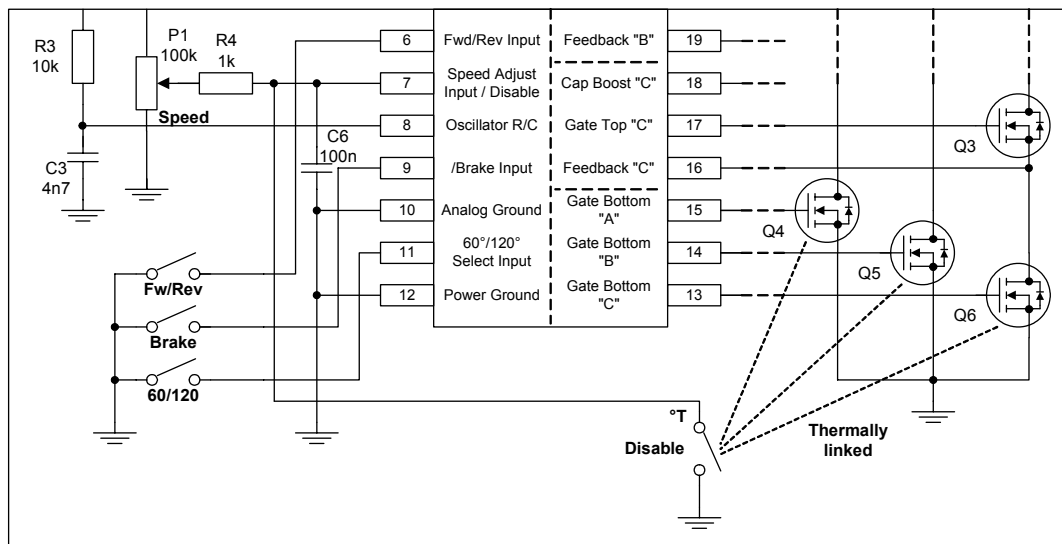 R3
10k
P1
100k
R4
1k
Speed
C3
4n7
C6
100n
6
Fwd/Rev Input
Feedback "B"
19
7
Speed Adjust
Input / Disable
Cap Boost "C"
18
8
Oscillator R/C
Gate Top "C"
17
9
/Brake Input
Feedback "C"
16
10
Analog Ground
Gate Bottom
"A"
15
11
60°/120°
Select Input
Gate Bottom
"B"
14
12
Power Ground
Gate Bottom
"C"
13
Q3
Q4
Q5
Q6
Fw/Rev
Brake
60/120
°T
Disable
Thermally
linked